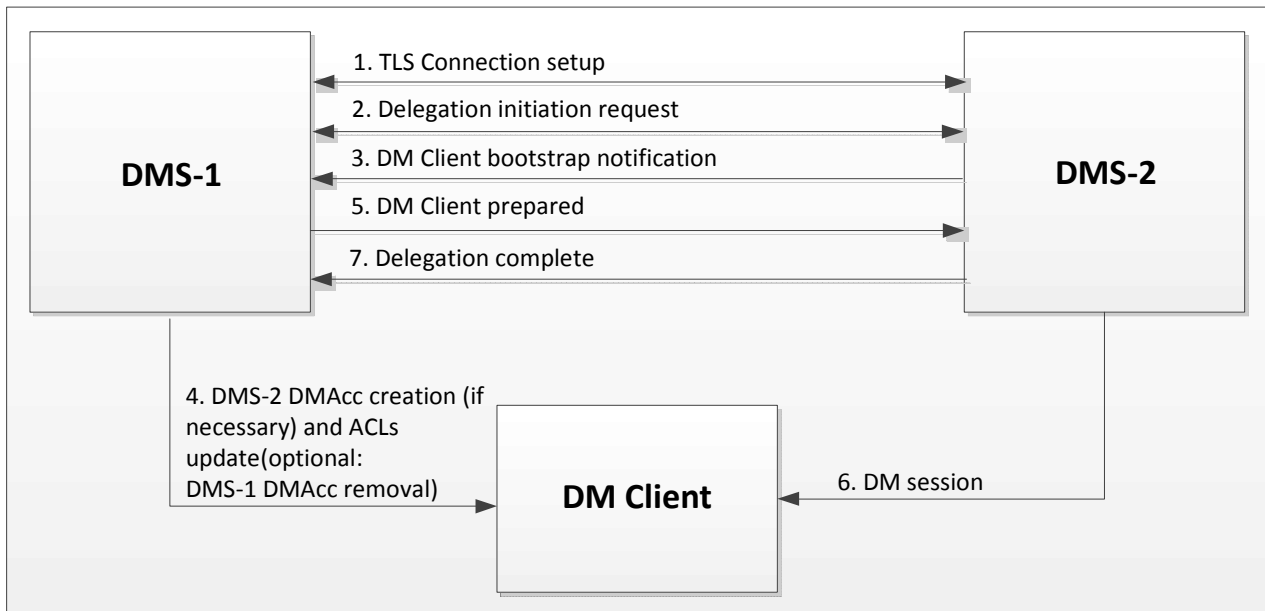 1. TLS Connection setup
2. Delegation initiation request
3. DM Client bootstrap notification
DMS-1
DMS-2
5. DM Client prepared
7. Delegation complete
4. DMS-2 DMAcc creation (if
necessary) and ACLs
update(optional:
DMS-1 DMAcc removal)
6. DM session
DM Client